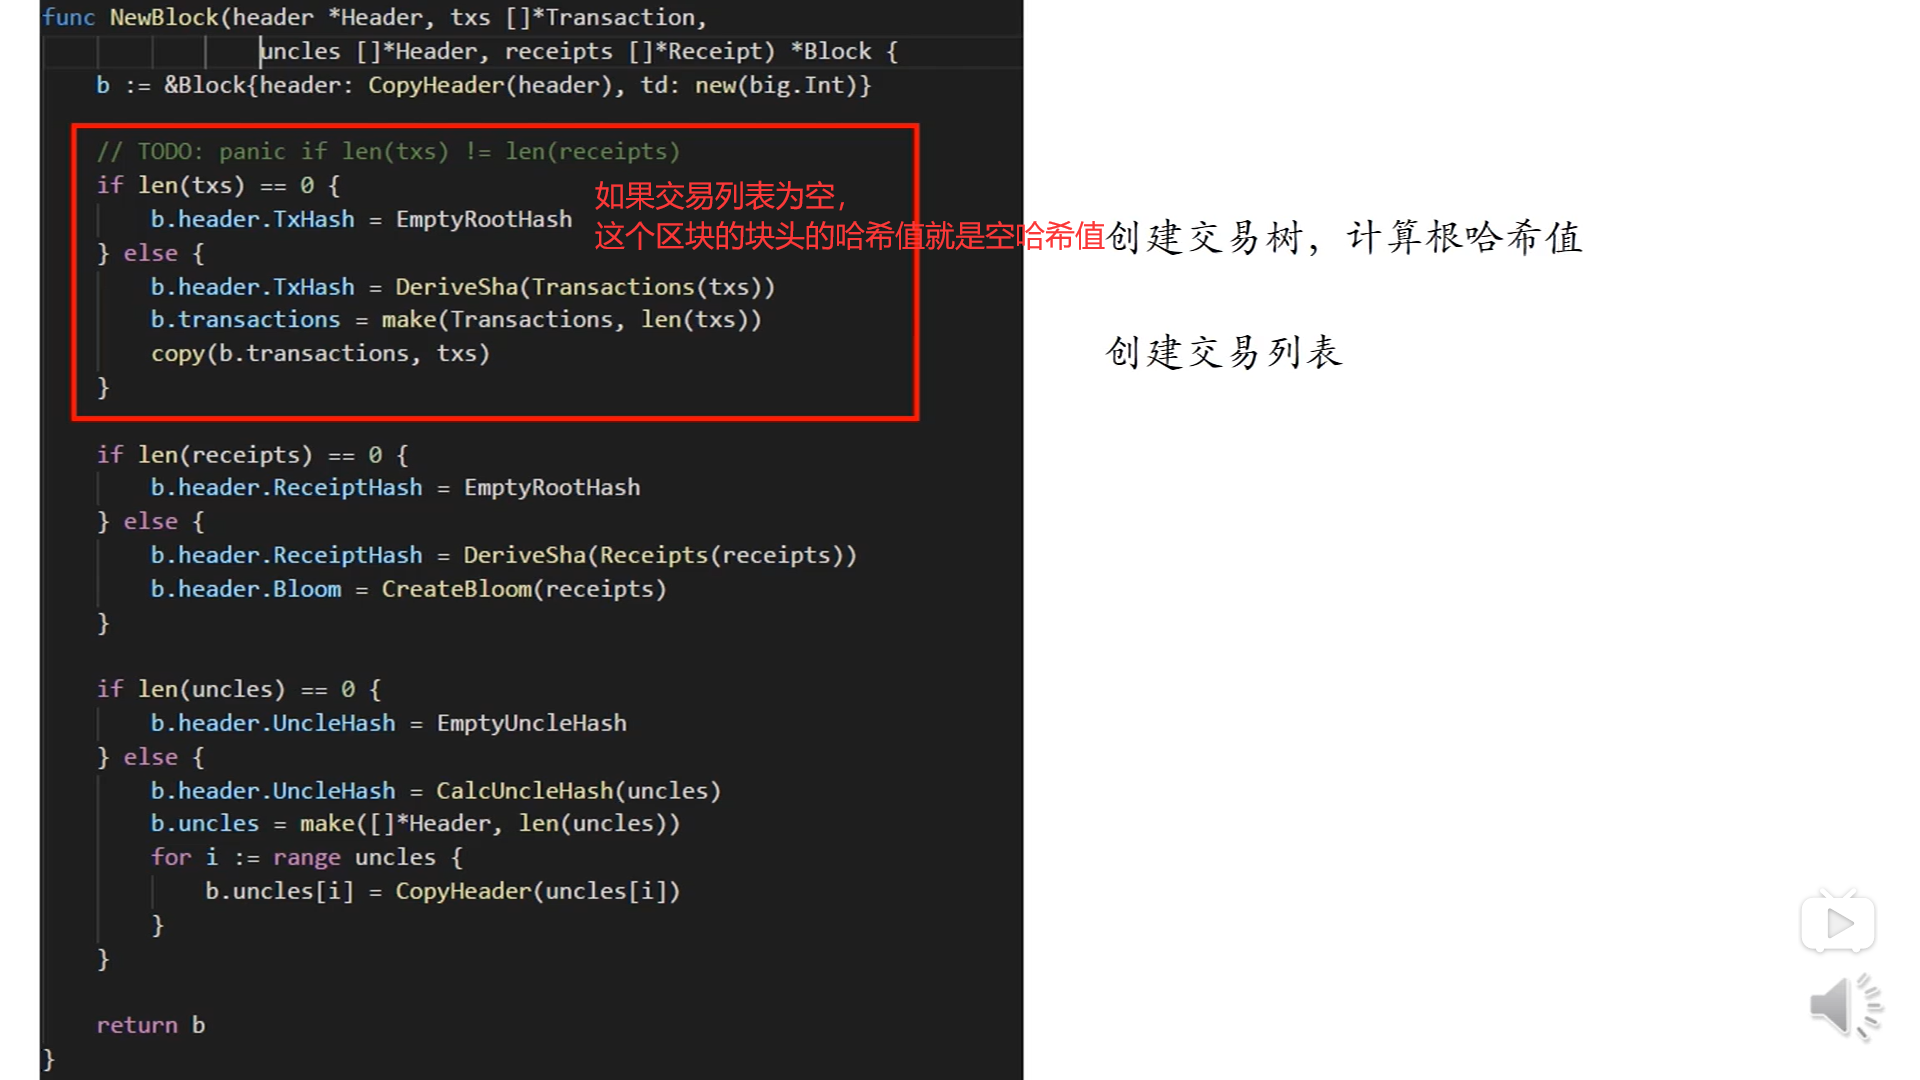 func NewBlock(header *Header, txs []*Transaction,
uncles []*Header, receipts []*Receipt) *Block {
b := &Block{header: CopyHeader(header), td: new(big.Int)}
// TODO: panic if len(txs) != len(receipts)
if len(txs) == 0 {
b.header.TxHash = EmptyRootHash
} else {
b.header.TxHash = DeriveSha(Transactions(txs))
b.transactions = make(Transactions, len(txs))
copy(b.transactions, txs)
}
如果交易列表为空，
这个区块的块头的哈希值就是空哈希值
创建交易树，计算根哈希值
创建交易列表
if len(receipts) == 0 {
b.header.ReceiptHash = EmptyRootHash
} else {
b.header.ReceiptHash = DeriveSha(Receipts(receipts))
b.header.Bloom = CreateBloom(receipts)
}
if len(uncles) == 0 {
b.header.UncleHash = EmptyUncleHash
} else {
b.header.UncleHash = CalcUncleHash(uncles)
b.uncles = make([]*Header, len(uncles))
for i := range uncles {
b.uncles[i] = CopyHeader(uncles[i])
}
}
return b
}